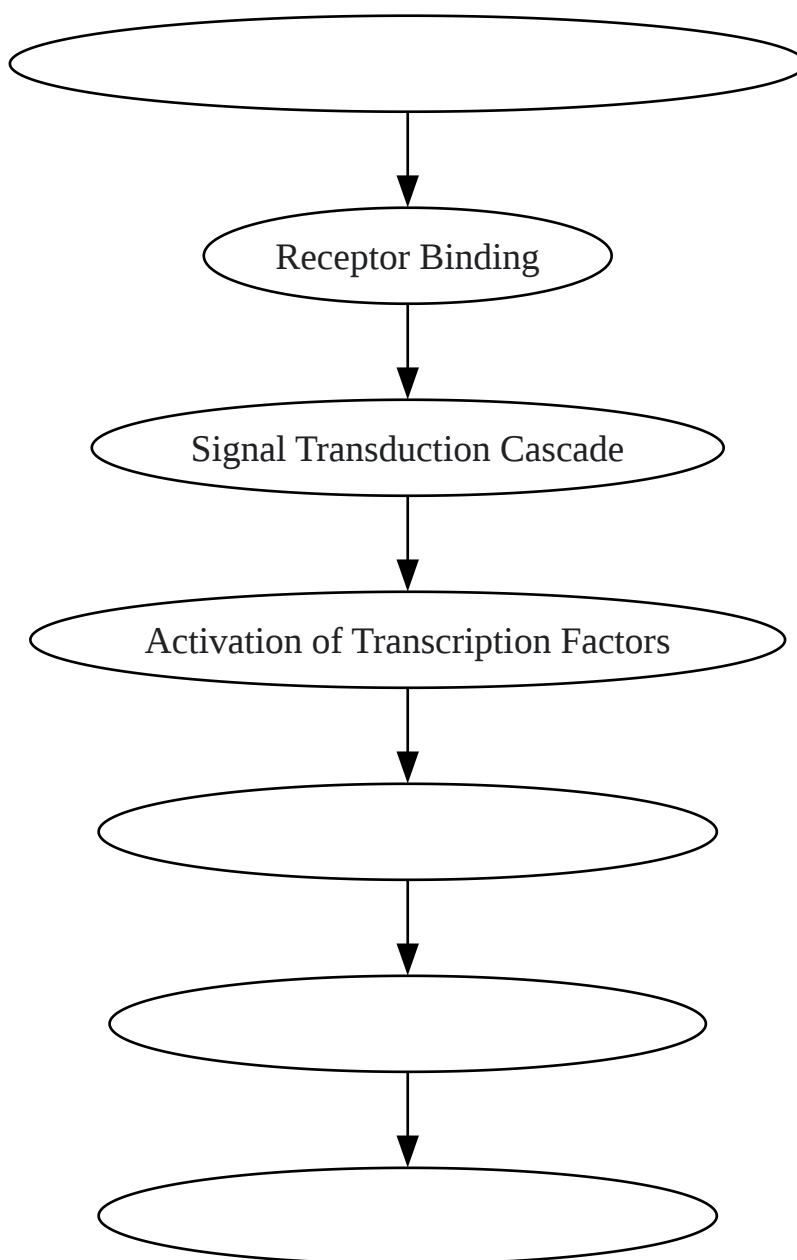 Receptor Binding
Signal Transduction Cascade
Activation of Transcription Factors